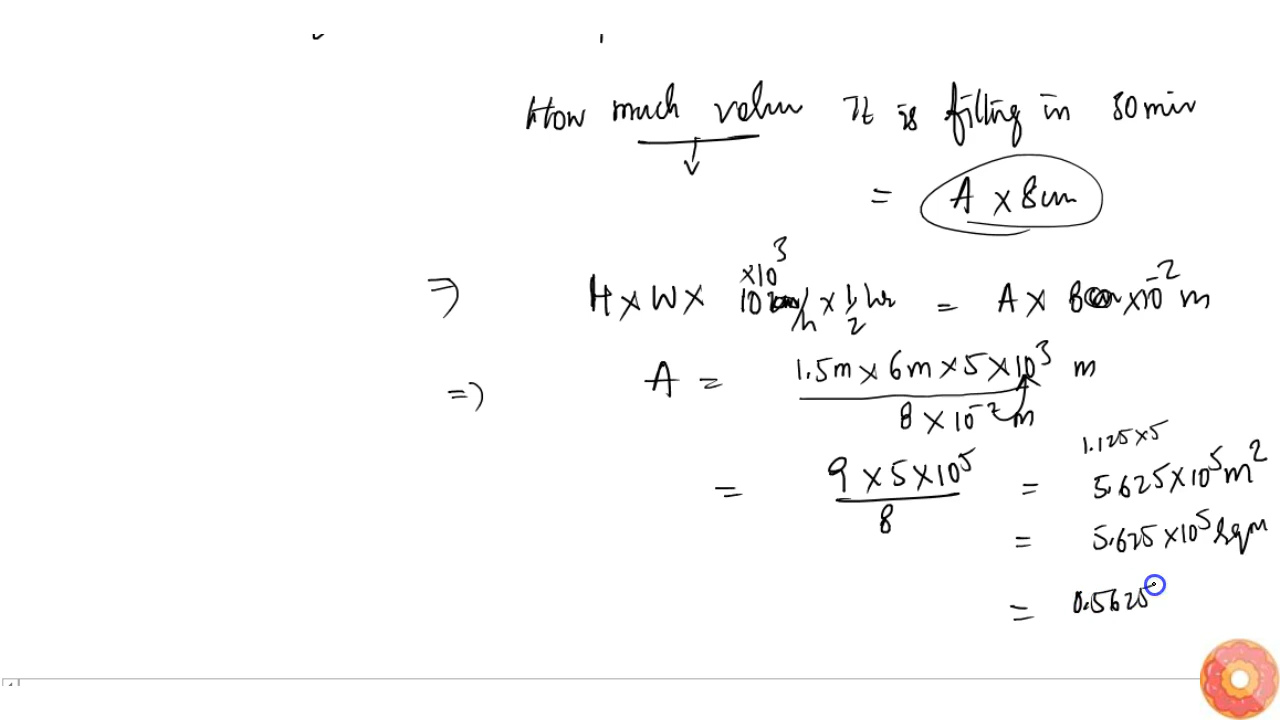 How much volum It is filling in 30 min
= A × 8cm
⇒ H × W × 10 ×10³ /h × 1/2 hr = A × 8 ×10⁻² m
=) A = 1.5m × 6m × 5 × 10³ m / 8 × 10⁻² m
1.125×5
= 9 × 5 × 10⁵ / 8 = 5.625×10⁵ m²
= 5.625 ×10⁵ sqm
= 0.5625